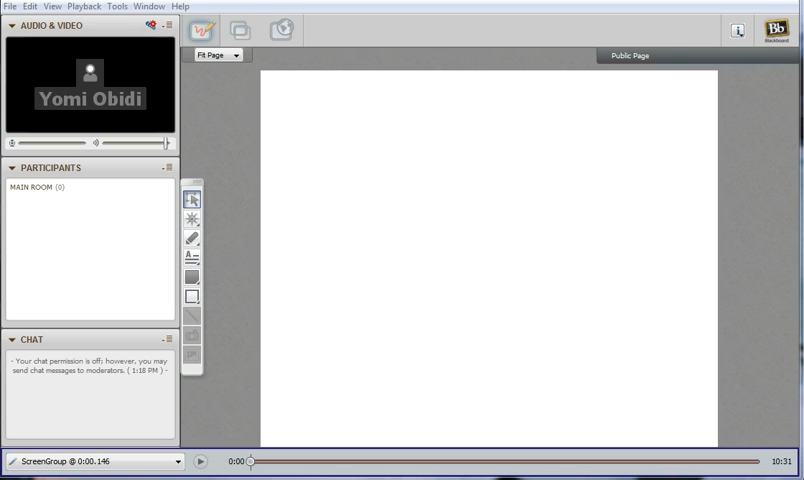 File Edit View Playback Tools Window Help
AUDIO & VIDEO
Yomi Obidi
Fit Page
Public Page
Bb
Blackboard
PARTICIPANTS
MAIN ROOM (0)
A
CHAT
- Your chat permission is off; however, you may
send chat messages to moderators. ( 1:18 PM ) -
ScreenGroup @ 0:00.146
0:00
10:31